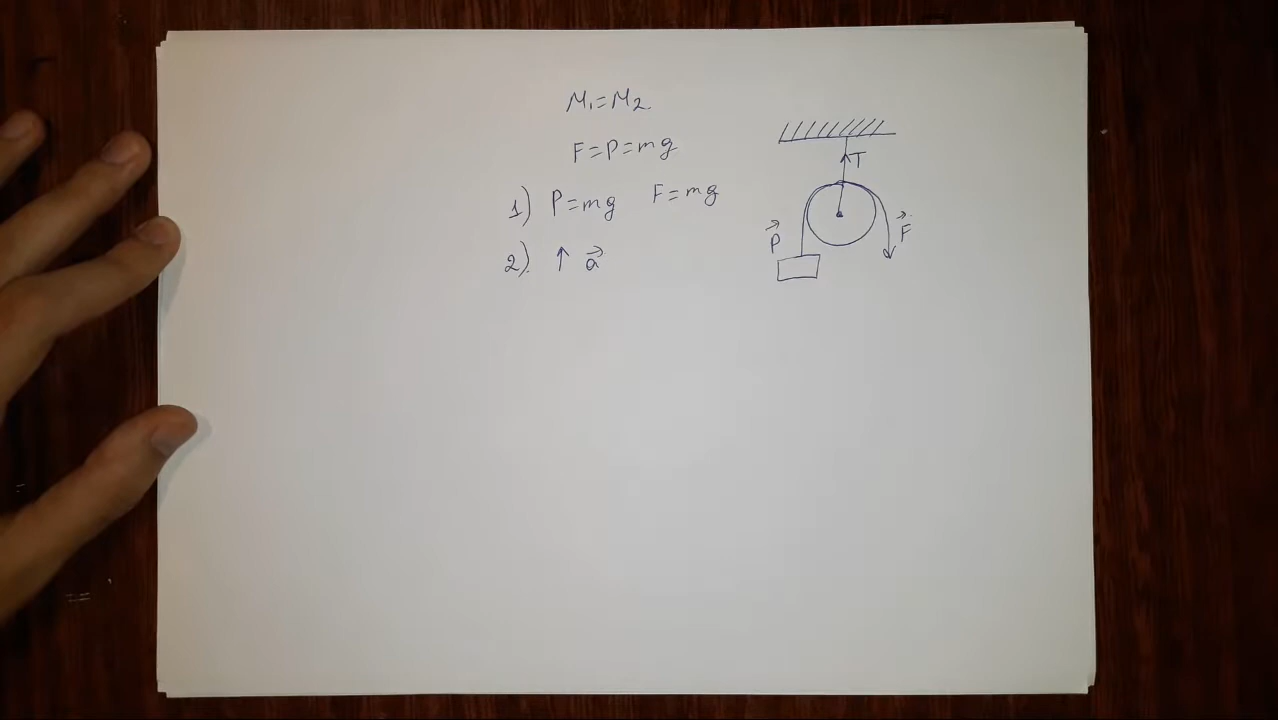 M₁=M₂.
F=P=mg
1) P=mg F=mg
2). ↑ a⃗
T
P⃗
F⃗